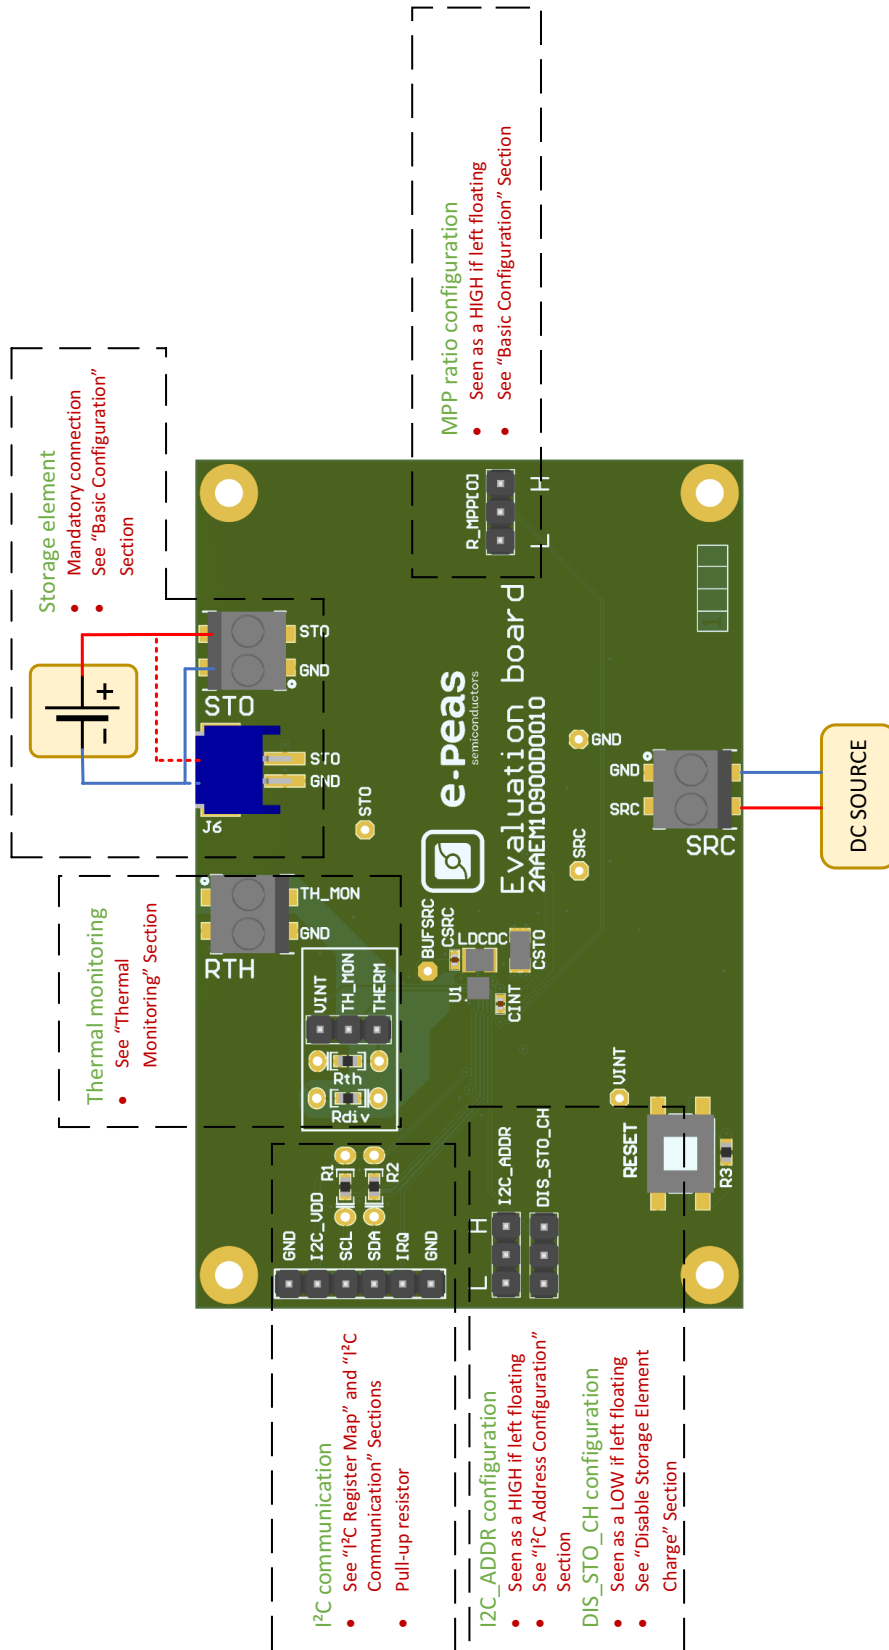 Storage element
• Mandatory connection
• See “Basic Configuration”
Section
MPP ratio configuration
• Seen as a HIGH if left floating
• See “Basic Configuration” Section
Thermal monitoring
• See “Thermal
Monitoring” Section
I²C communication
• See “I²C Register Map” and “I²C
Communication” Sections
• Pull-up resistor
I2C_ADDR configuration
• Seen as a HIGH if left floating
• See “I²C Address Configuration”
Section
DIS_STO_CH configuration
• Seen as a LOW if left floating
• See “Disable Storage Element
Charge” Section
- +
STO
GND
STO
J6
GND
STO
STO
RTH
GND
TH_MON
VINT
TH_MON
THERM
Rth
Rdiv
GND
I2C_VDD
SCL
SDA
IRQ
GND
R1
R2
L H
I2C_ADDR
DIS_STO_CH
RESET
R3
VINT
BUFSRC
CSRC
LDCDC
U1
CSTO
CINT
e-peas
semiconductors
Evaluation board
2AAEM10900D0010
R_MPP[0]
L H
1
SRC
GND
SRC
GND
SRC
DC SOURCE